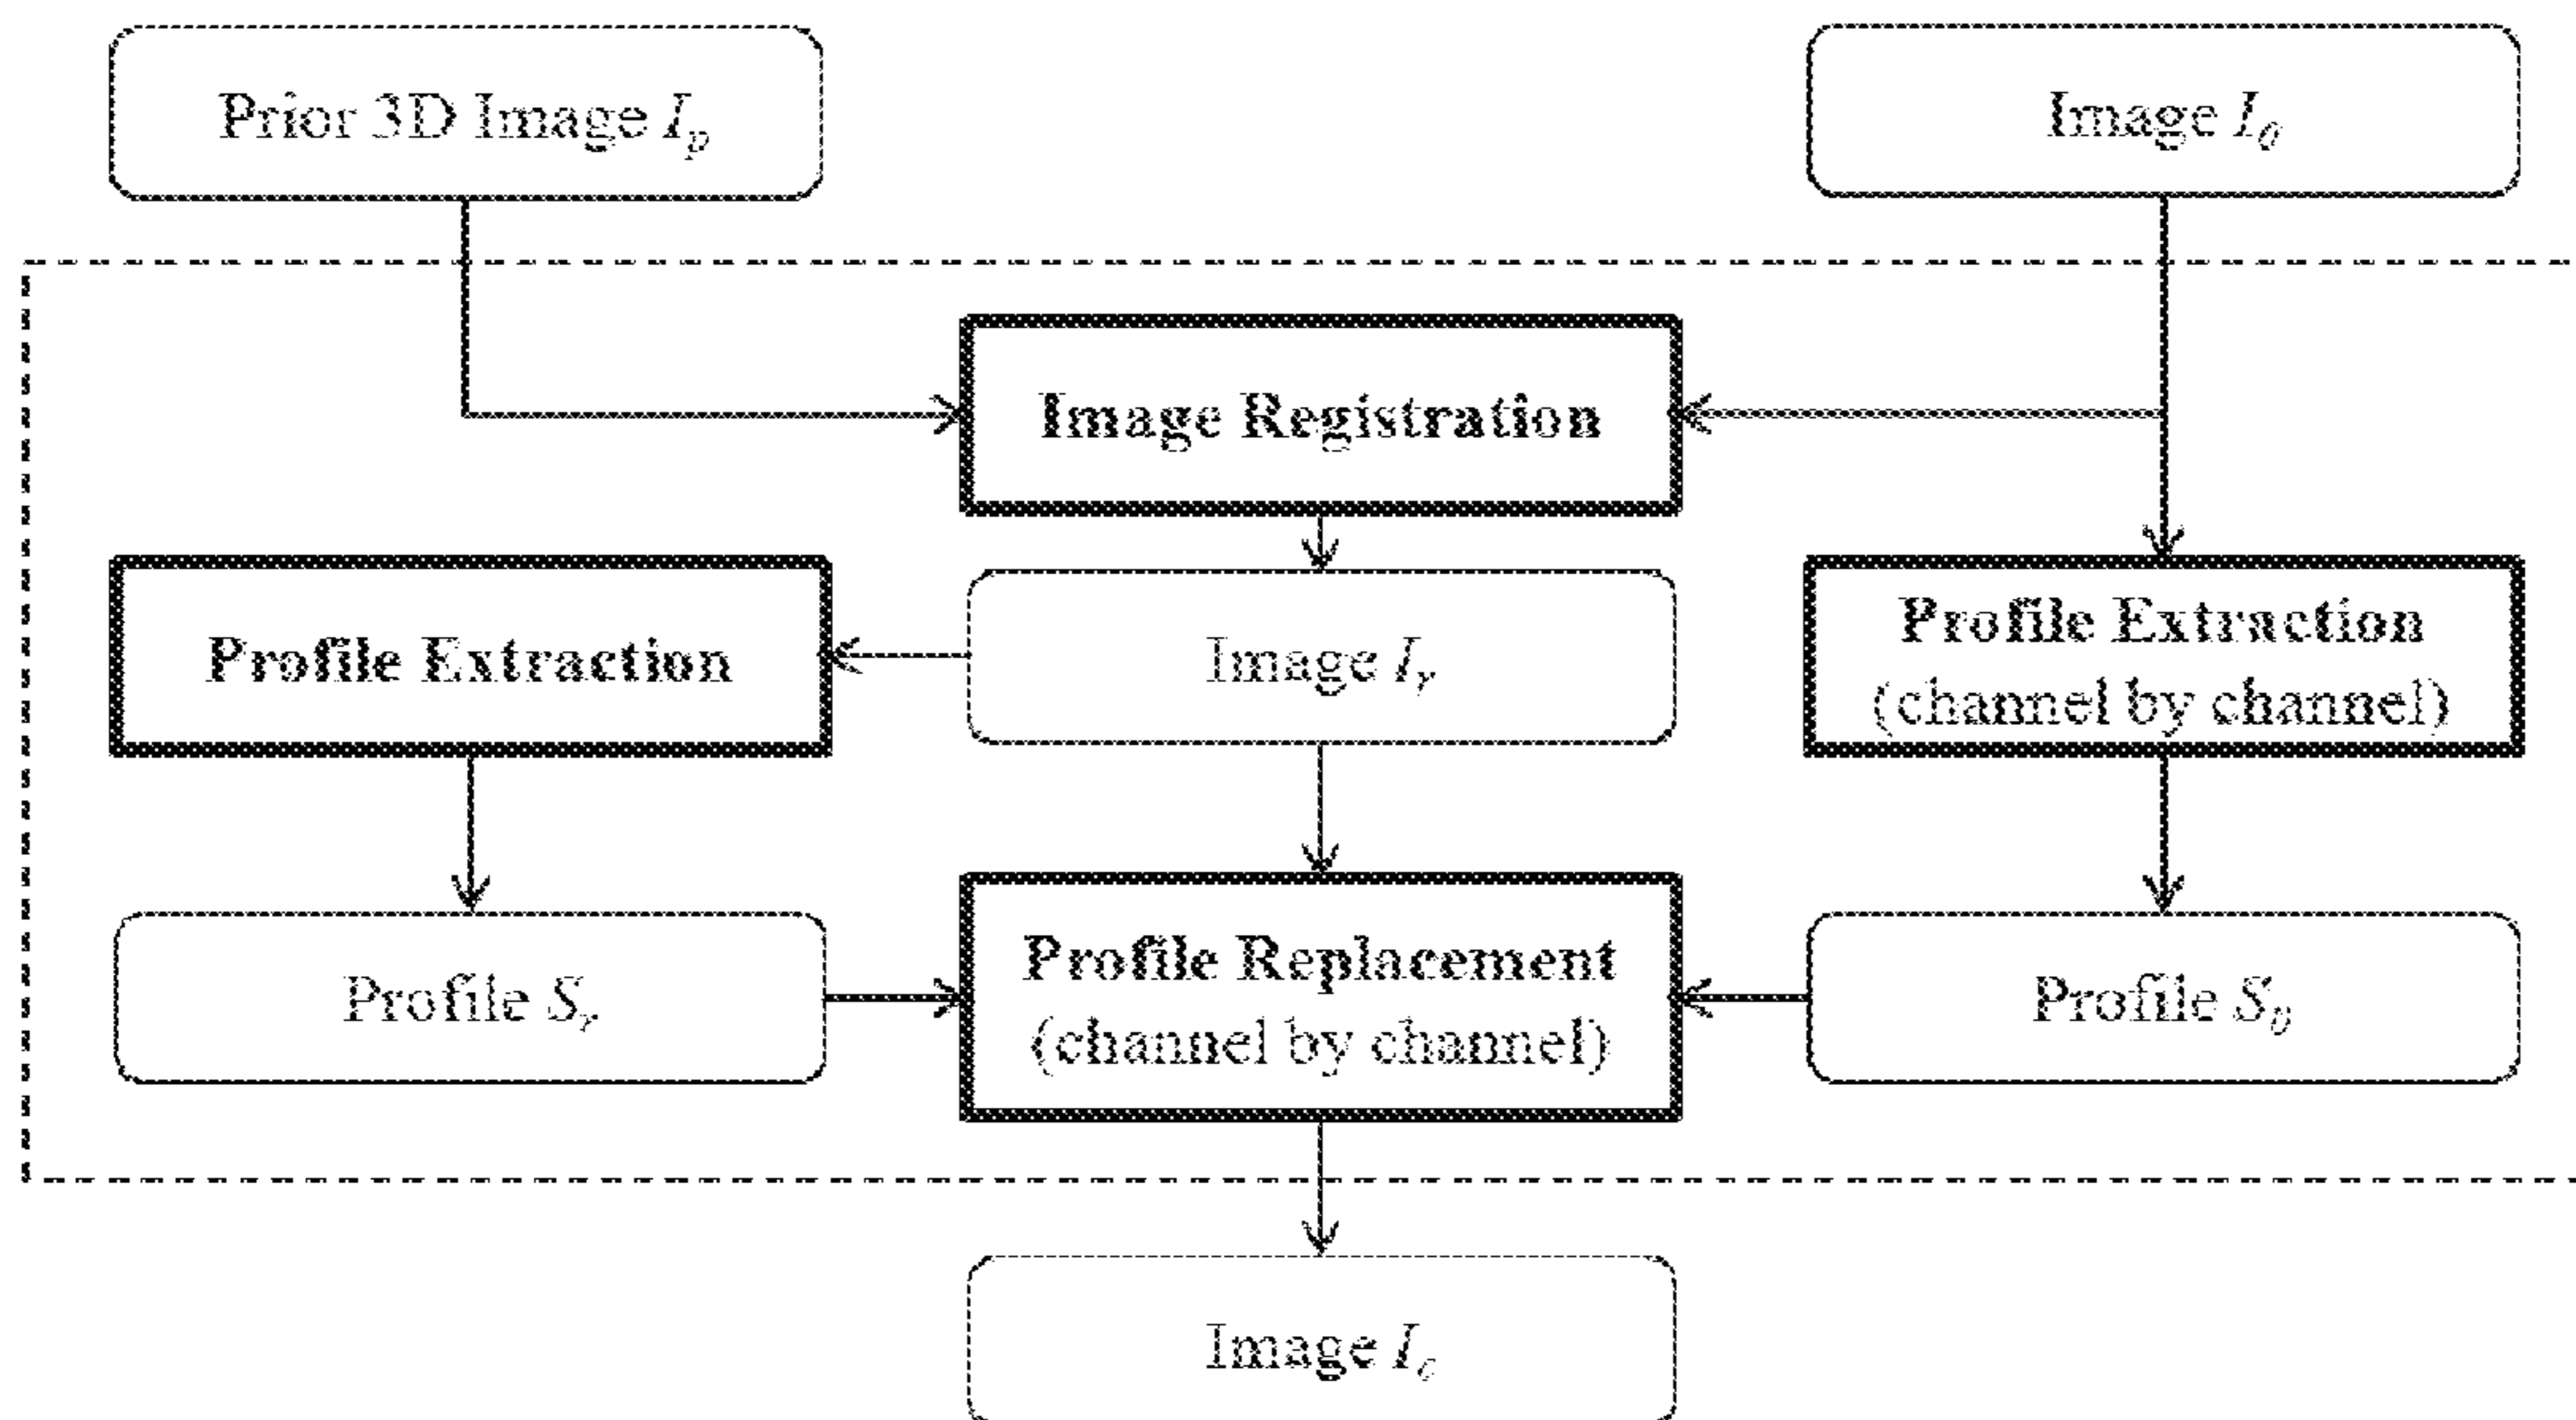 Prior 3D Image Iₚ
Image I₀
Image Registration
Profile Extraction
Image Iᵣ
Profile Extraction
(channel by channel)
Profile Sᵣ
Profile Replacement
(channel by channel)
Profile S₀
Image I꜀